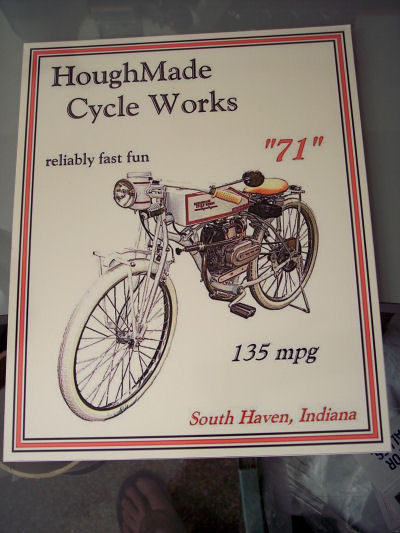 HoughMade
Cycle Works
reliably fast fun
"71"
135 mpg
South Haven, Indiana